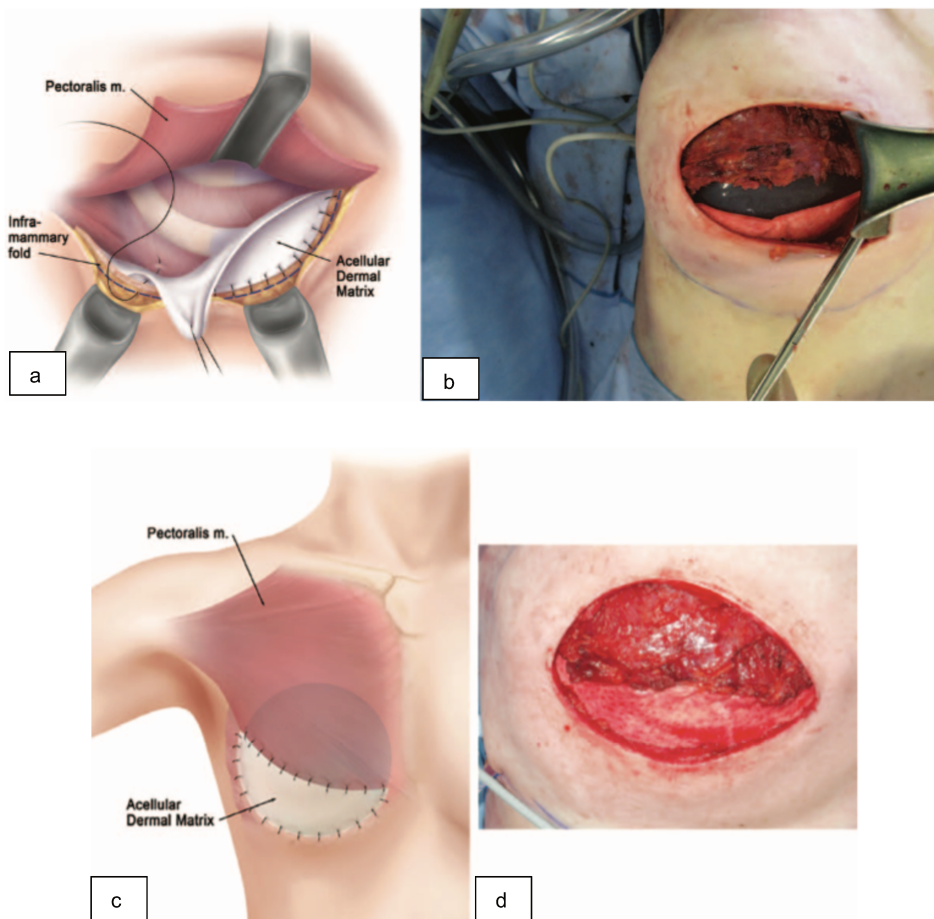 Pectoralis m.
Infra-
mammary
fold
Acellular
Dermal
Matrix
a
b
Pectoralis m.
Acellular
Dermal Matrix
c
d